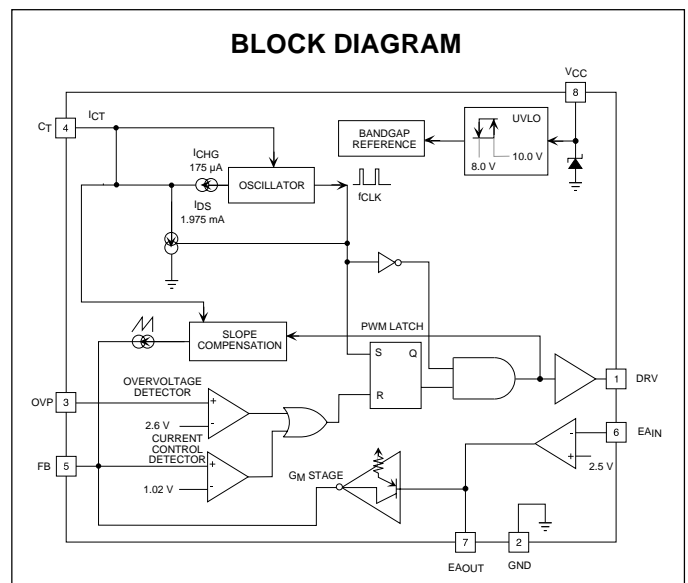 BLOCK DIAGRAM
VCC
8
ICT
CT
4
UVLO
10.0 V
8.0 V
BANDGAP
REFERENCE
ICHG
175 µA
OSCILLATOR
fCLK
IDS
1.975 mA
SLOPE
COMPENSATION
PWM LATCH
S
Q
R
1
DRV
OVERVOLTAGE
DETECTOR
OVP
3
+
2.6 V
-
CURRENT
CONTROL
DETECTOR
FB
5
+
1.02 V
-
GM STAGE
6
EAIN
-
+
2.5 V
7
EAOUT
2
GND